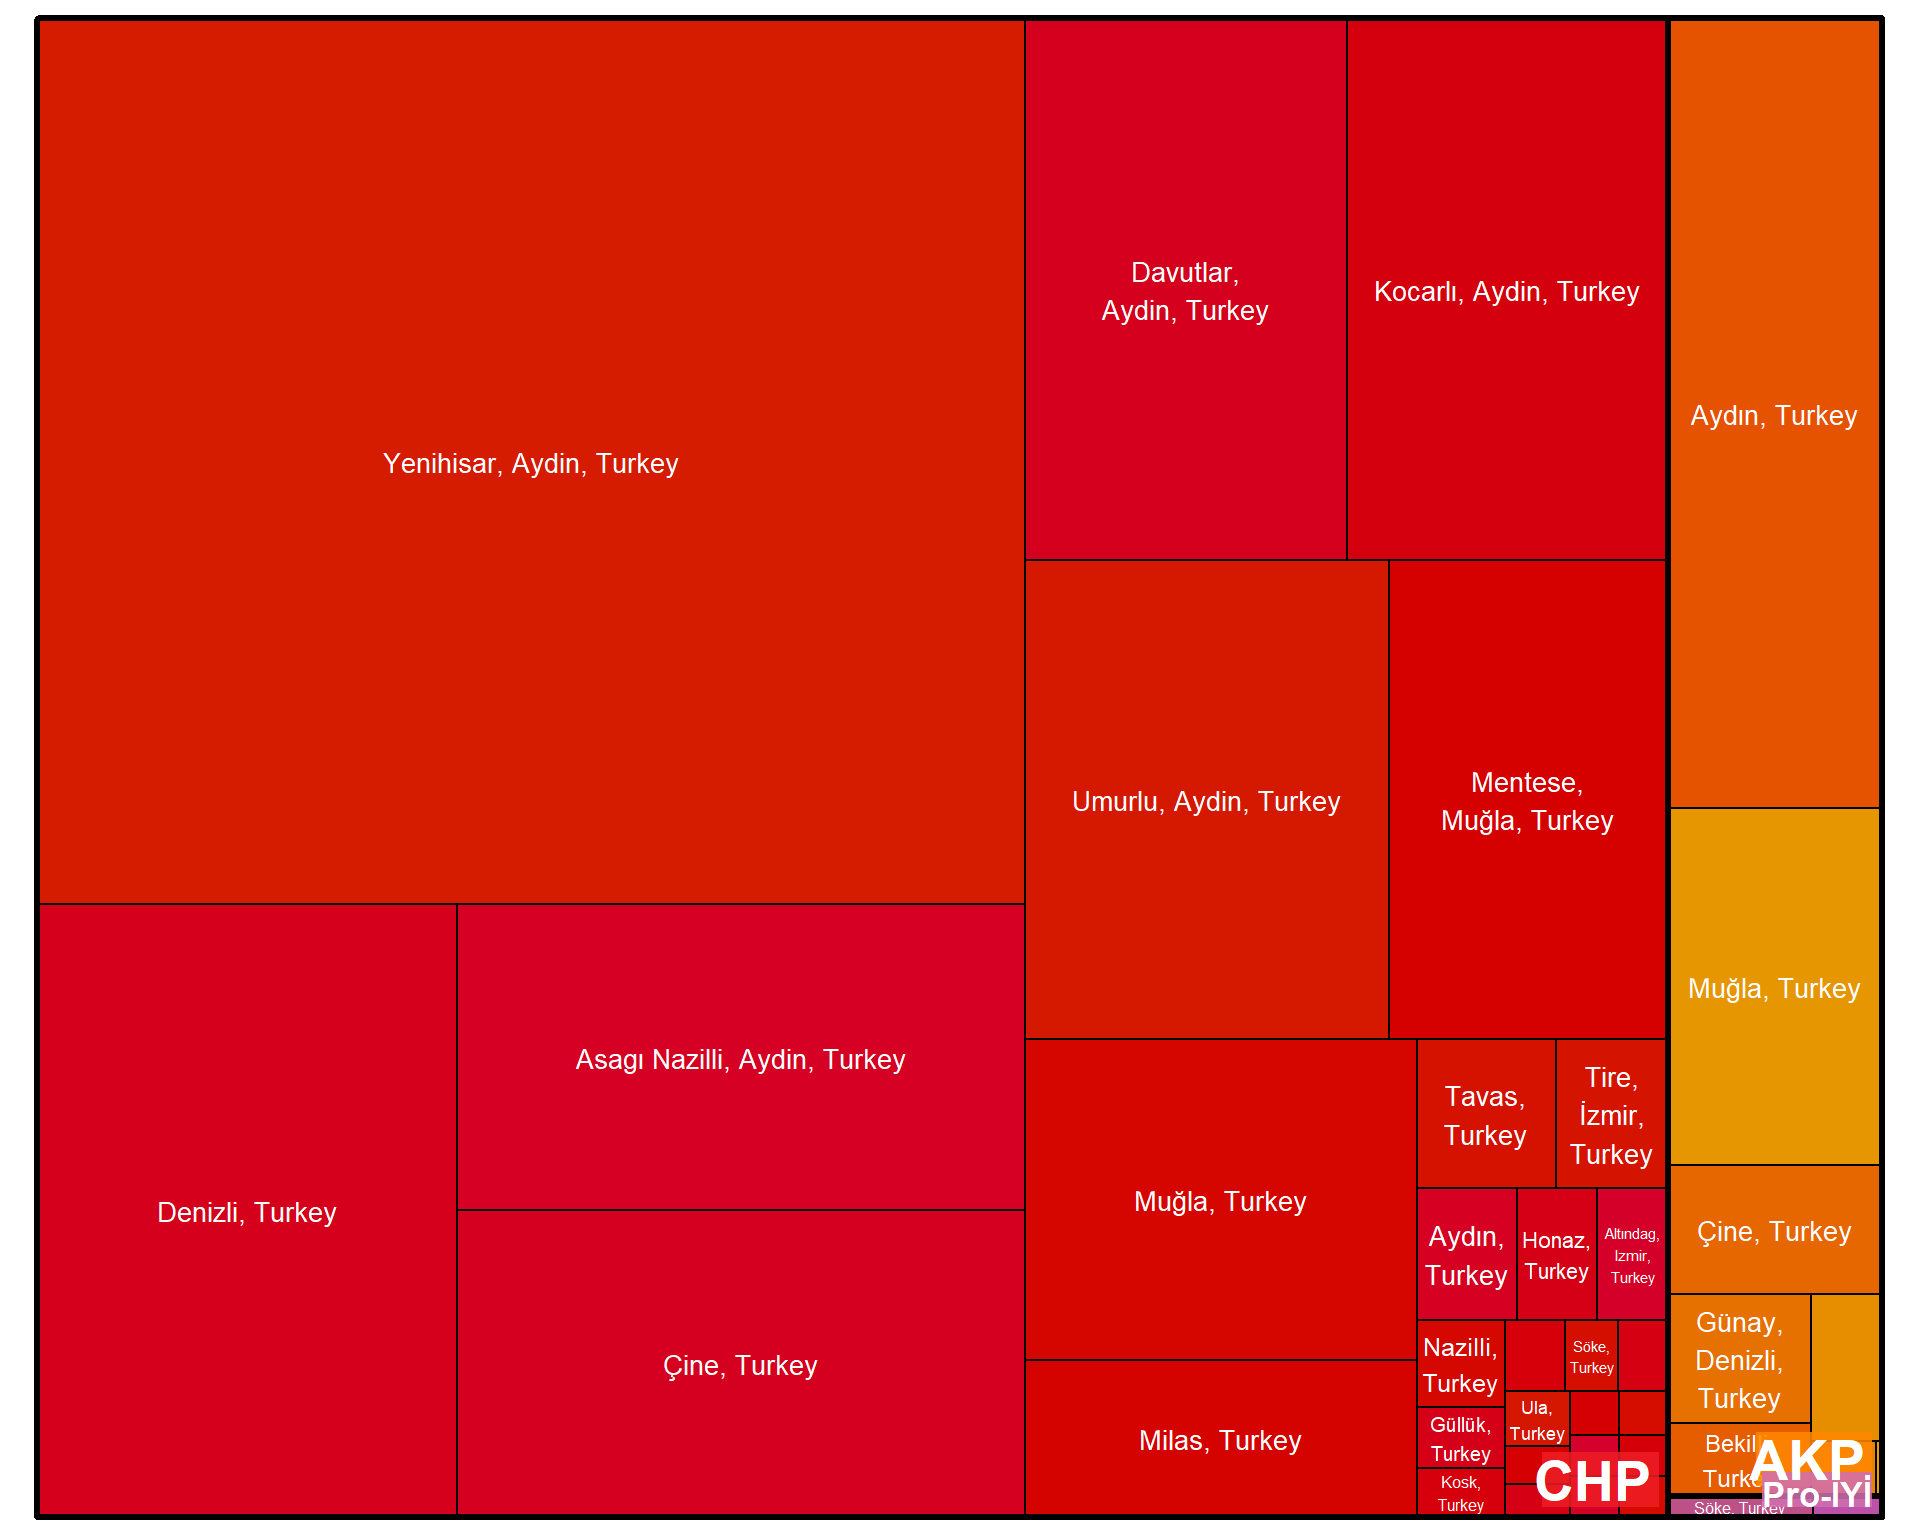 Yenihisar, Aydin, Turkey
Denizli, Turkey
Asagı Nazilli, Aydin, Turkey
Çine, Turkey
Davutlar,
Aydin, Turkey
Kocarlı, Aydin, Turkey
Umurlu, Aydin, Turkey
Mentese,
Muğla, Turkey
Muğla, Turkey
Milas, Turkey
Tavas,
Turkey
Tire,
İzmir,
Turkey
Aydın,
Turkey
Honaz,
Turkey
Altındag,
Izmir,
Turkey
Nazilli,
Turkey
Söke,
Turkey
Güllük,
Turkey
Ula,
Turkey
Kosk,
Turkey
CHP
Aydın, Turkey
Muğla, Turkey
Çine, Turkey
Günay,
Denizli,
Turkey
AKP
Pro-IYİ
Söke, Turkey